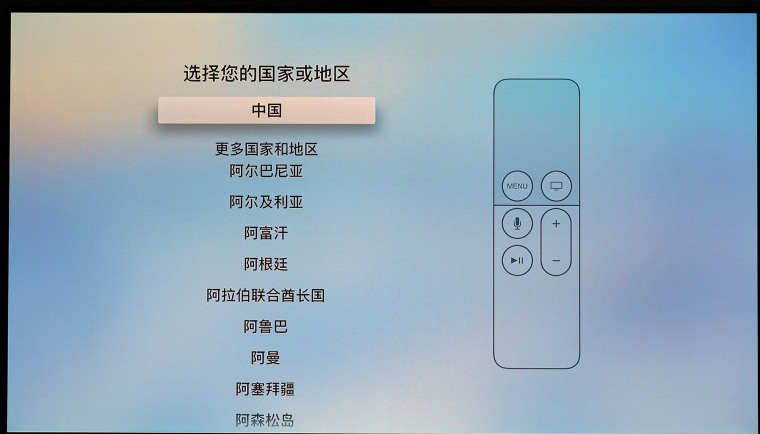 选择您的国家或地区
中国
更多国家和地区
阿尔巴尼亚
阿尔及利亚
阿富汗
阿根廷
阿拉伯联合酋长国
阿鲁巴
阿曼
阿塞拜疆
阿森松岛
MENU
+
−